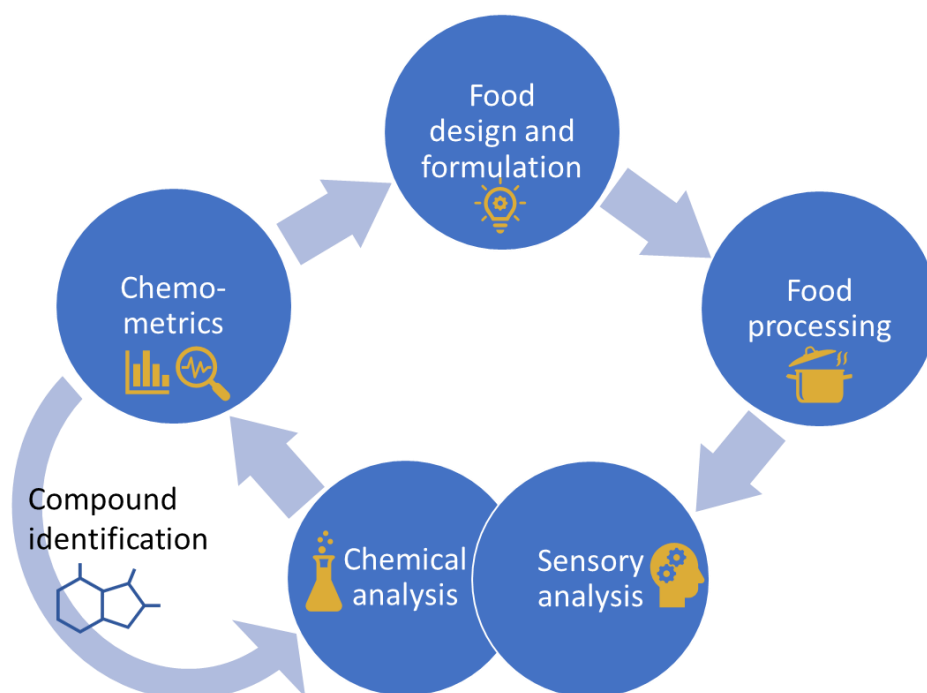 Food
design and
formulation
Food
processing
Sensory
analysis
Chemical
analysis
Chemo-
metrics
Compound
identification